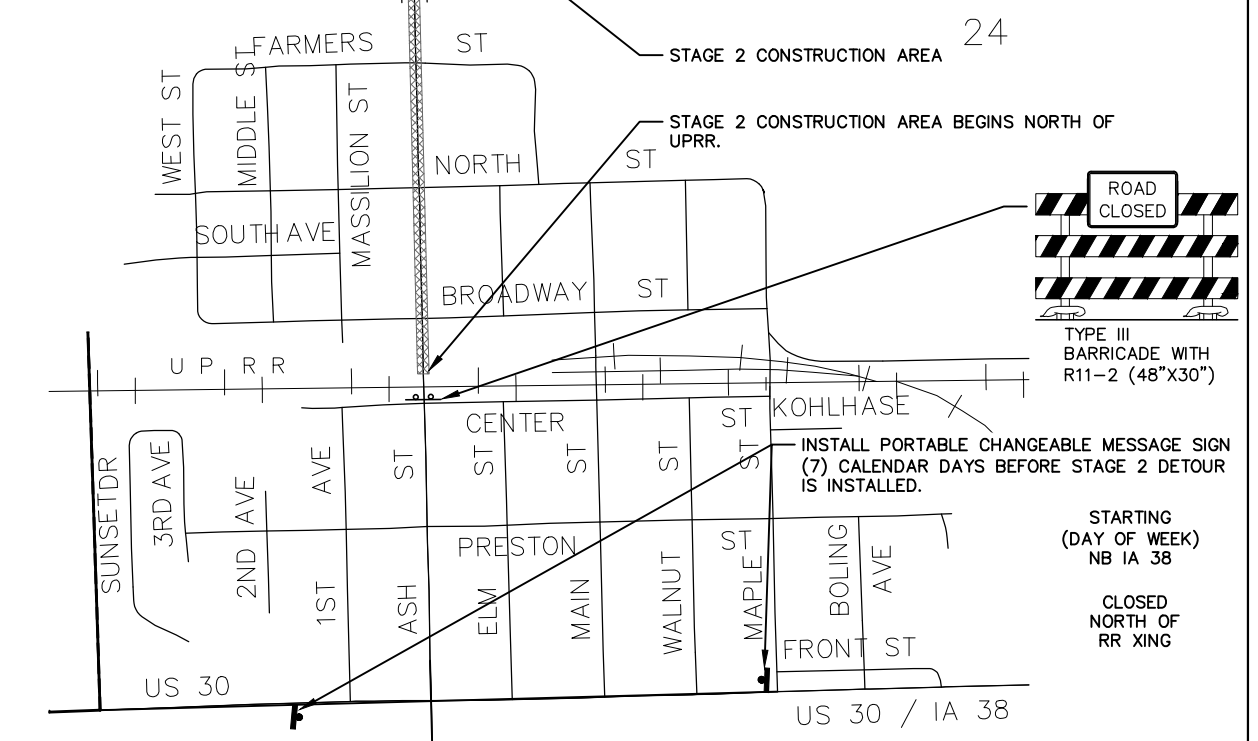 24
FARMERS ST
STAGE 2 CONSTRUCTION AREA
WEST ST
MIDDLE ST
MASSILION ST
STAGE 2 CONSTRUCTION AREA BEGINS NORTH OF
UPRR.
NORTH ST
ROAD
CLOSED
SOUTH AVE
BROADWAY ST
TYPE III
BARRICADE WITH
R11-2 (48"X30")
U P R R
CENTER ST
KOHLHASE
INSTALL PORTABLE CHANGEABLE MESSAGE SIGN
(7) CALENDAR DAYS BEFORE STAGE 2 DETOUR
IS INSTALLED.
SUNSETDR
3RD AVE
2ND AVE
1ST AVE
ASH ST
ELM ST
MAIN ST
WALNUT ST
MAPLE ST
BOLING AVE
PRESTON ST
STARTING
(DAY OF WEEK)
NB IA 38
CLOSED
NORTH OF
RR XING
FRONT ST
US 30
US 30 / IA 38